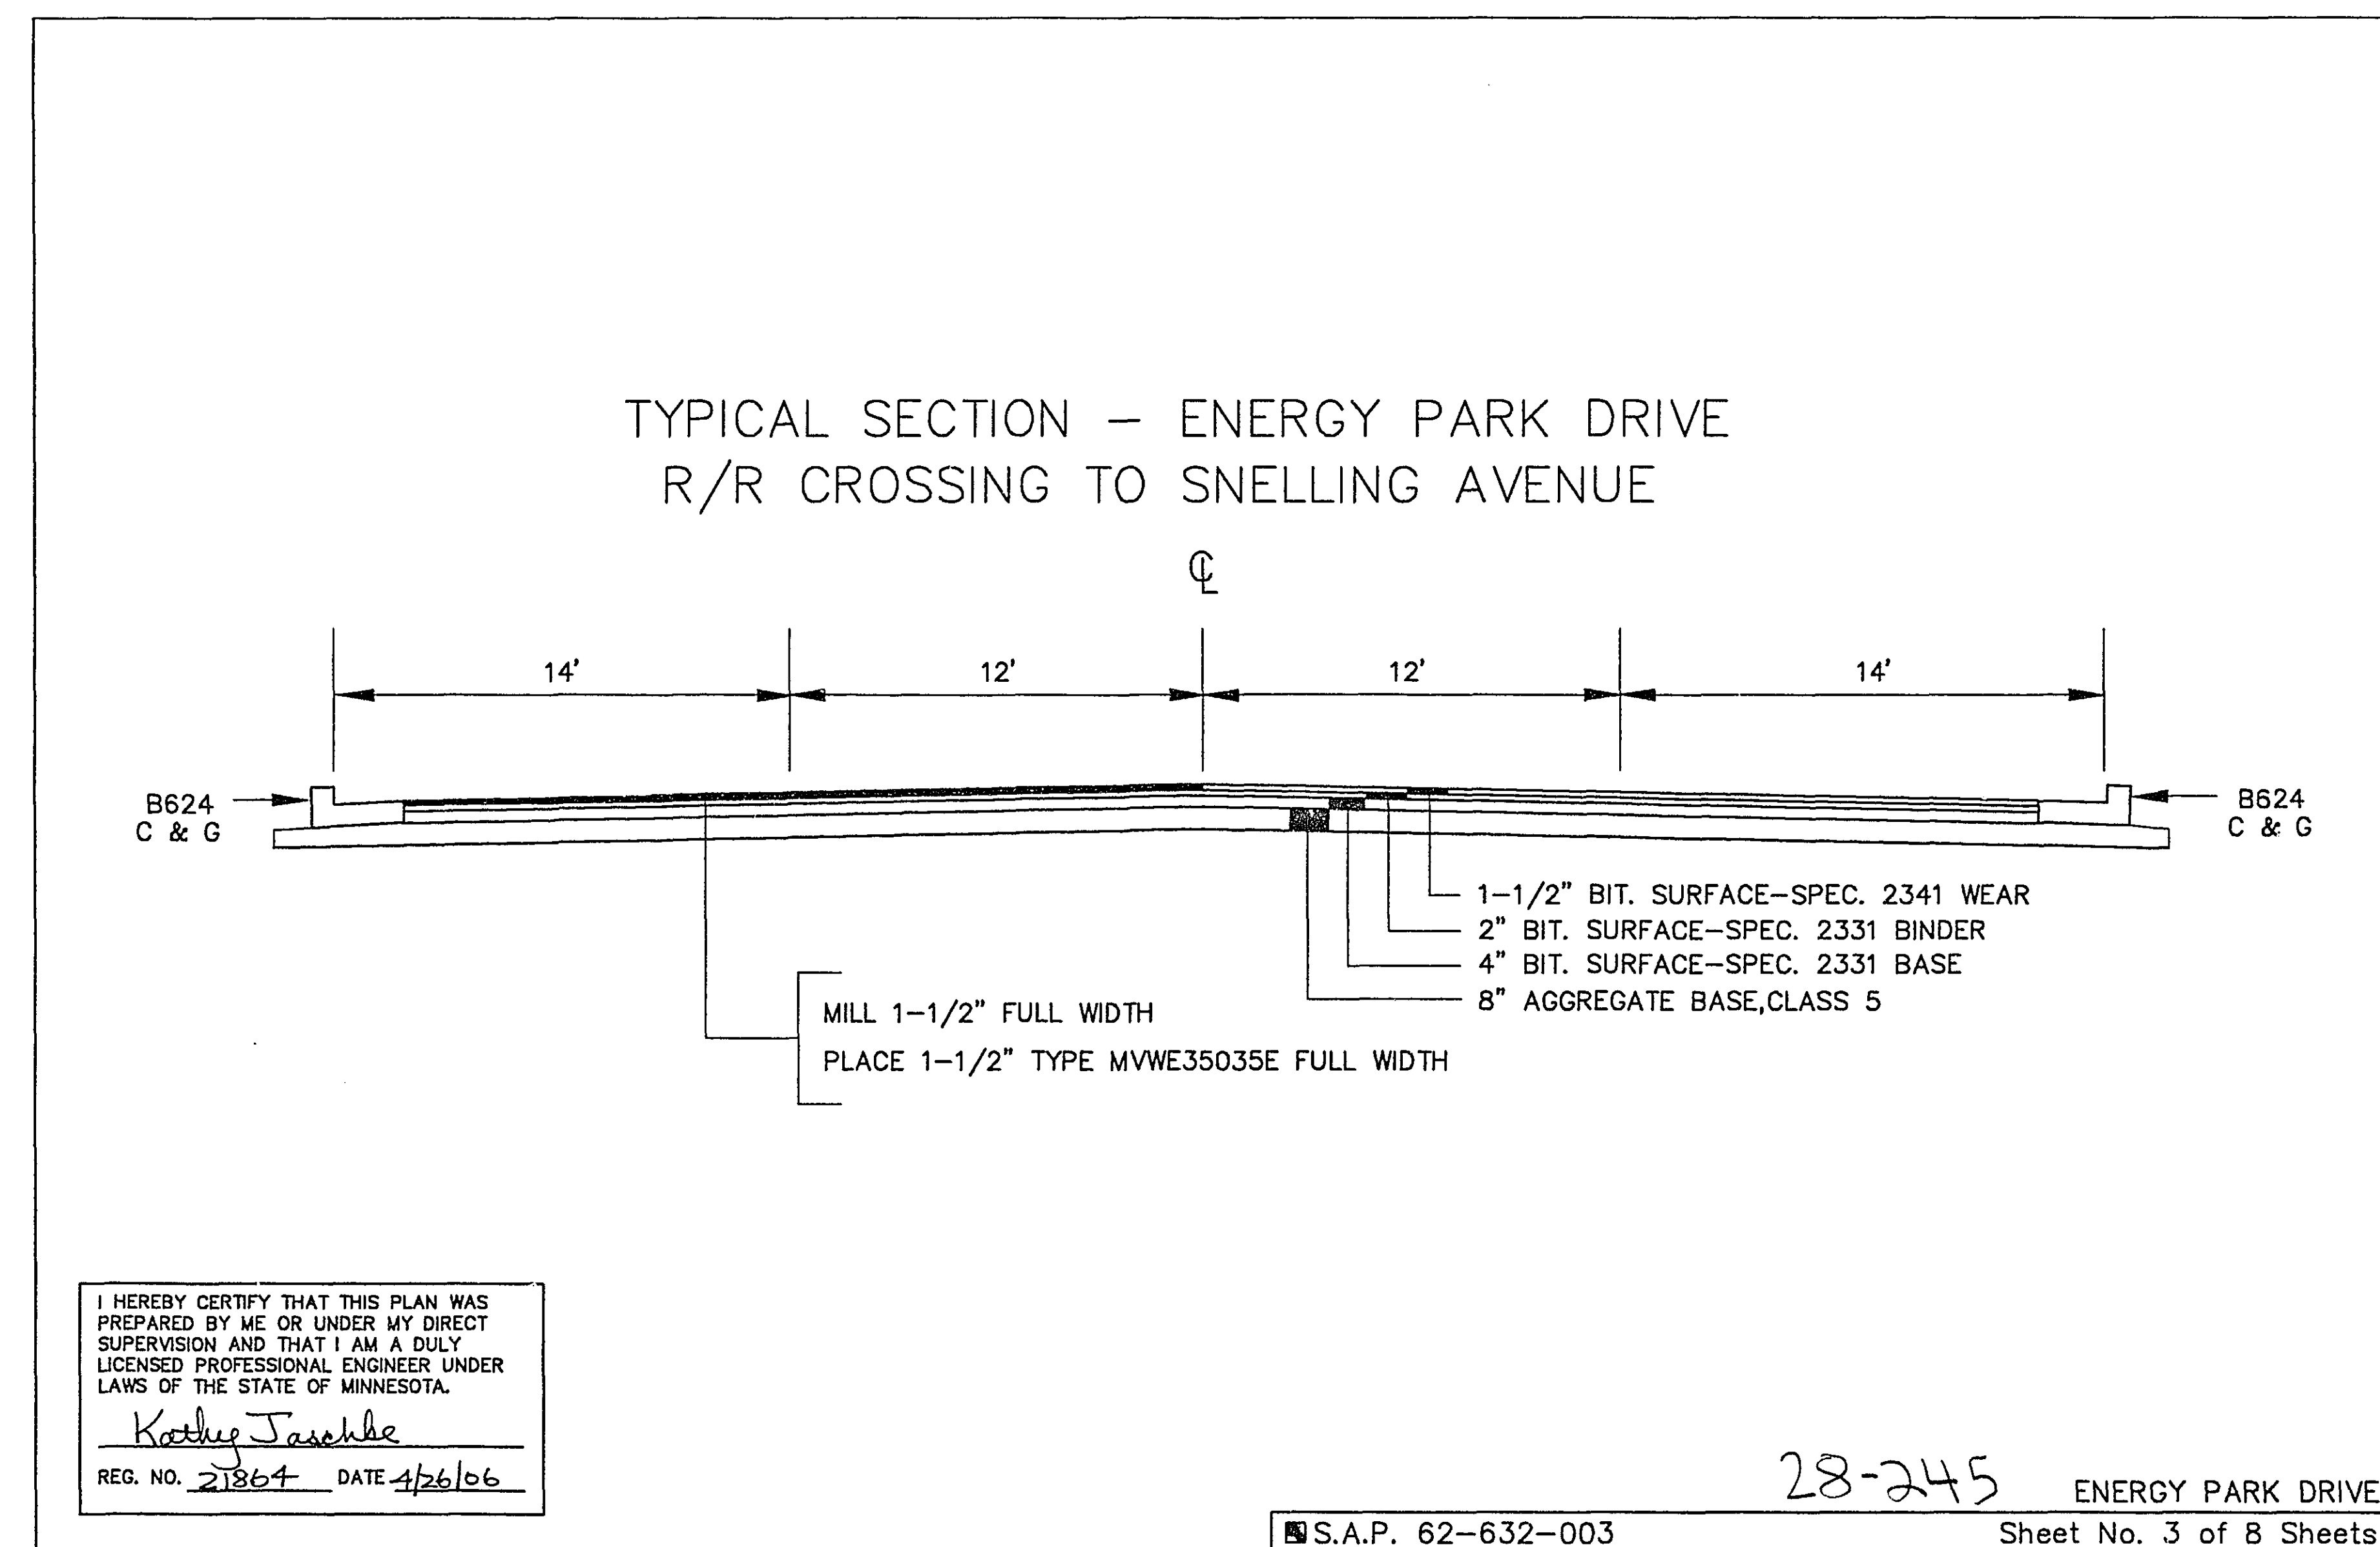 TYPICAL SECTION – ENERGY PARK DRIVE
R/R CROSSING TO SNELLING AVENUE
℄
14'
12'
12'
14'
B624
C & G
B624
C & G
1-1/2" BIT. SURFACE-SPEC. 2341 WEAR
2" BIT. SURFACE-SPEC. 2331 BINDER
4" BIT. SURFACE-SPEC. 2331 BASE
8" AGGREGATE BASE,CLASS 5
MILL 1-1/2" FULL WIDTH
PLACE 1-1/2" TYPE MVWE35035E FULL WIDTH
I HEREBY CERTIFY THAT THIS PLAN WAS
PREPARED BY ME OR UNDER MY DIRECT
SUPERVISION AND THAT I AM A DULY
LICENSED PROFESSIONAL ENGINEER UNDER
LAWS OF THE STATE OF MINNESOTA.
Kathy Jaschke
REG. NO. 21864 DATE 4/26/06
28-245
ENERGY PARK DRIVE
S.A.P. 62-632-003
Sheet No. 3 of 8 Sheets